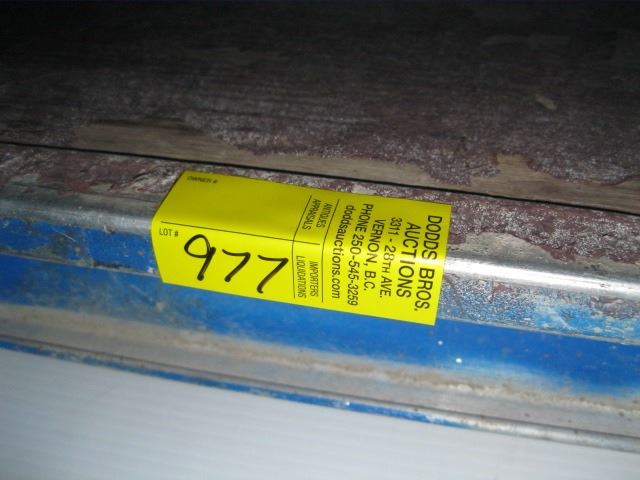 OWNER #
LOT #
977
ANTIQUES
APPRAISALS
IMPORTERS
LIQUIDATIONS
DODDS BROS.
AUCTIONS
3311 - 28TH AVE.
VERNON, B.C.
PHONE 250-545-3259
doddsauctions.com